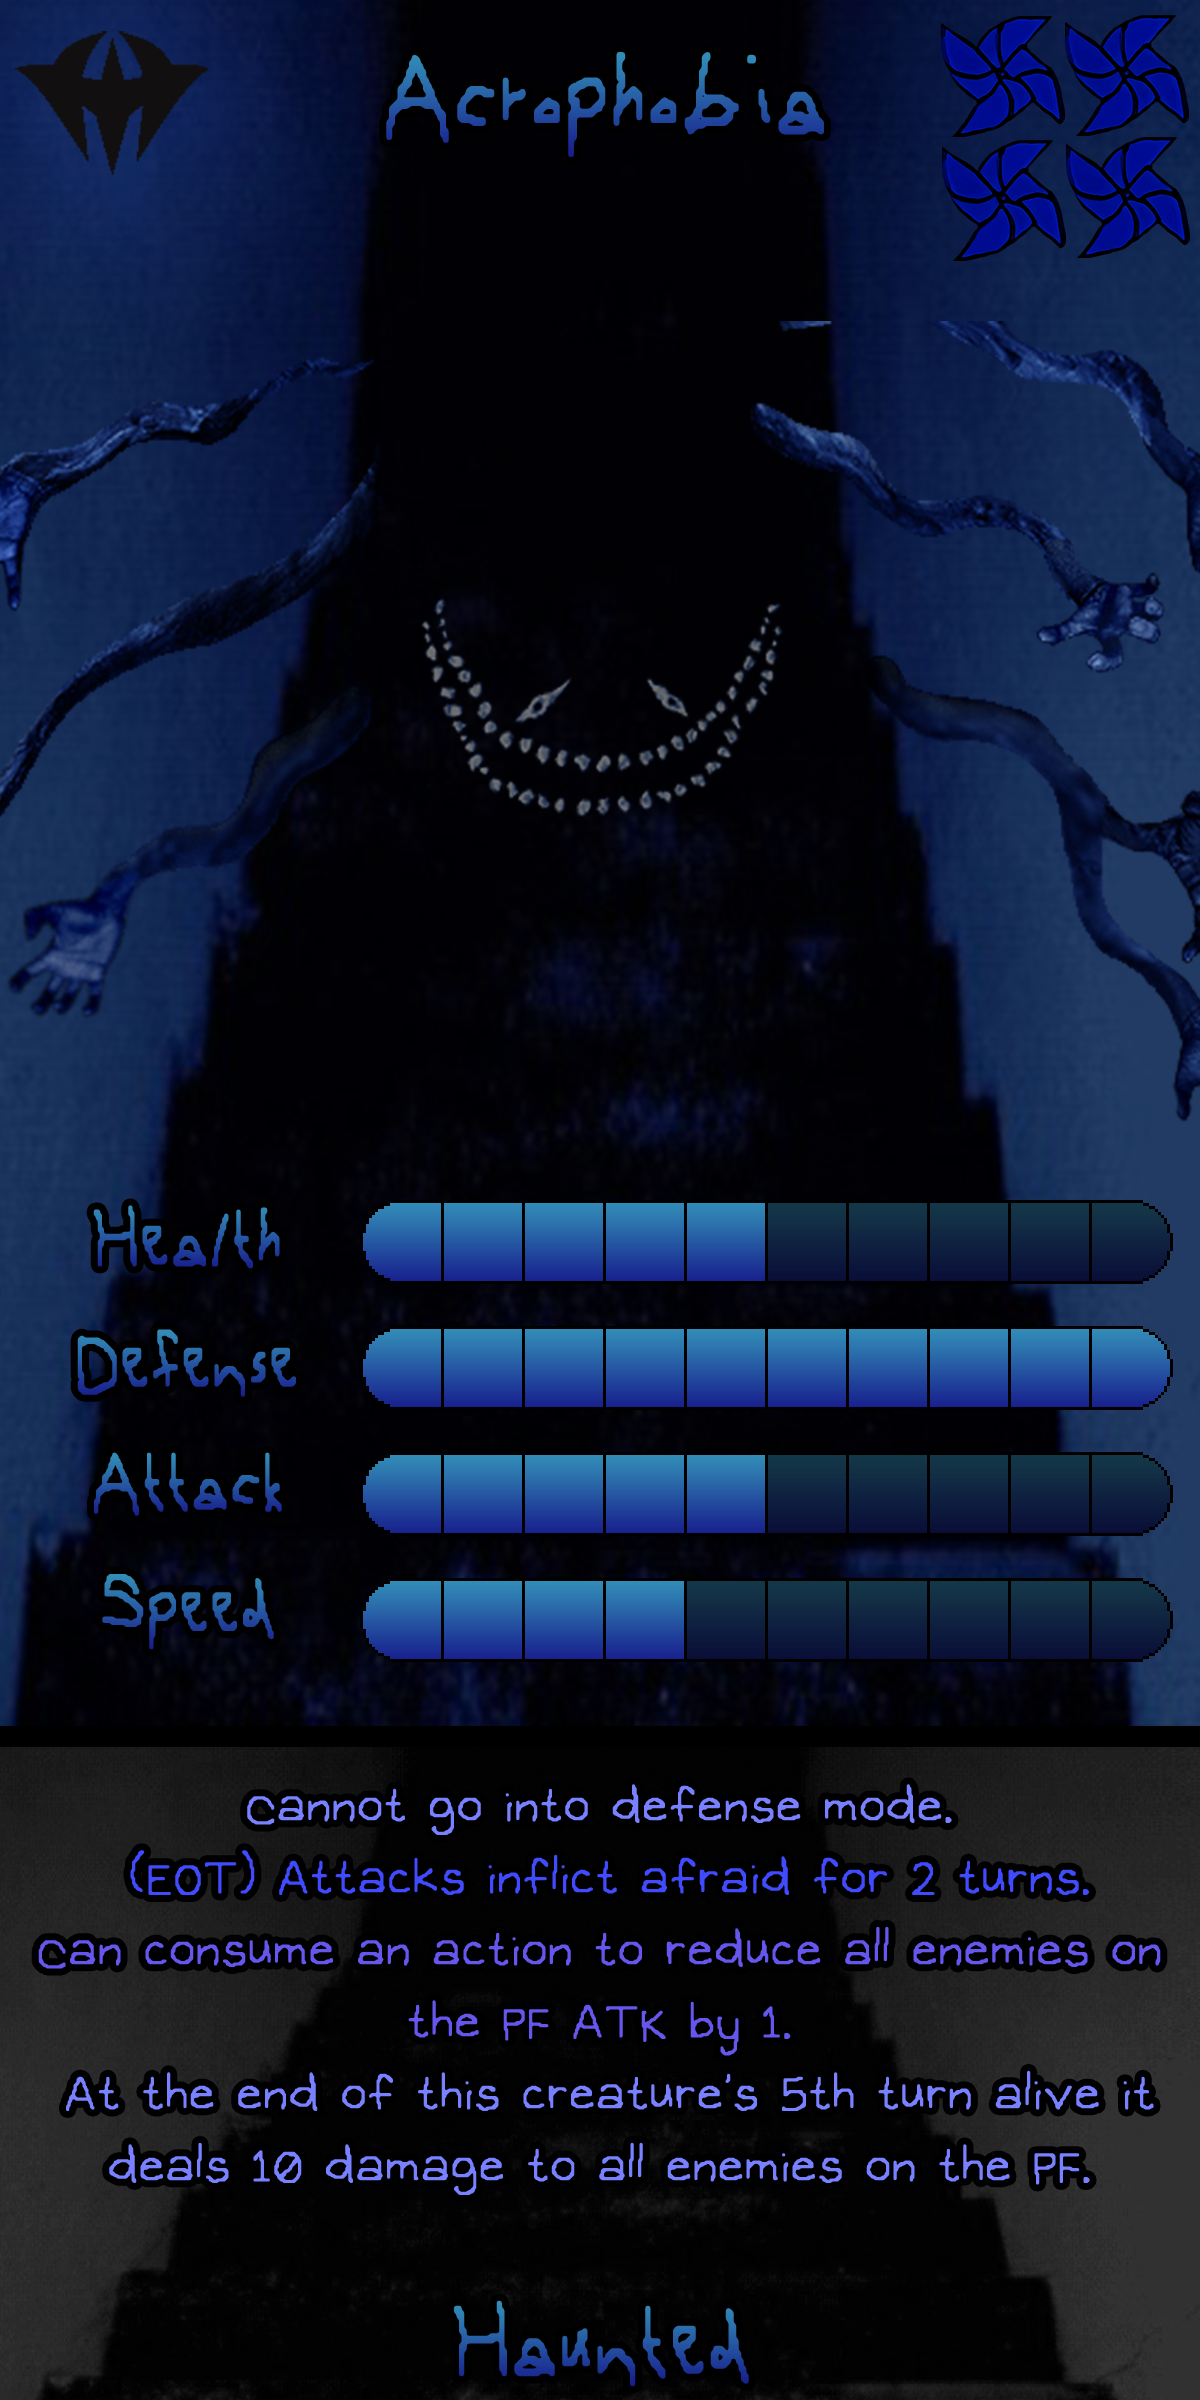 Acrophobia
Health
Defense
Attack
Speed
cannot go into defense mode.
(EOT) Attacks inflict afraid for 2 turns.
can consume an action to reduce all enemies on
the PF ATK by 1.
At the end of this creature's 5th turn alive it
deals 10 damage to all enemies on the PF.
Haunted